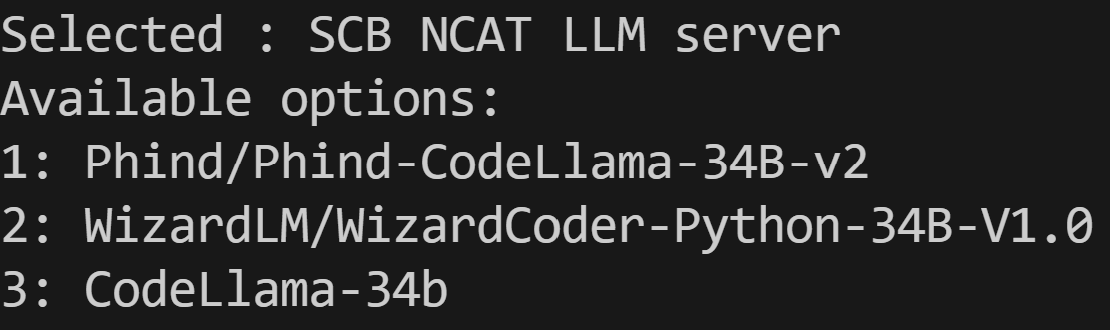 Selected : SCB NCAT LLM server
Available options:
1: Phind/Phind-CodeLlama-34B-v2
2: WizardLM/WizardCoder-Python-34B-V1.0
3: CodeLlama-34b